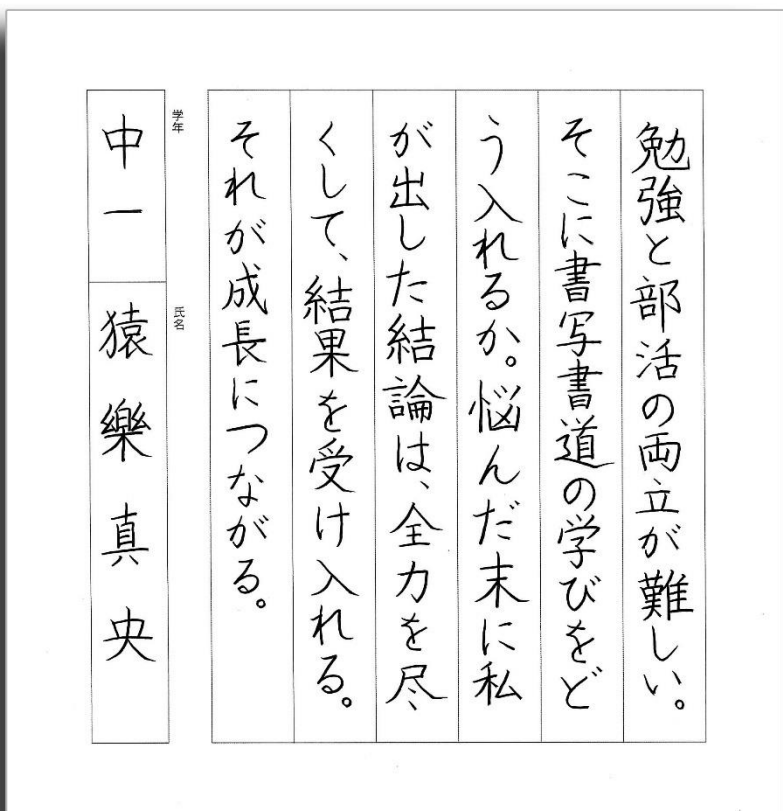 勉強と部活の両立が難しい。
そこに書写書道の学びをど
う入れるか。悩んだ末に私
が出した結論は、全力を尽
くして、結果を受け入れる。
それが成長につながる。
学年
中一
氏名
猿樂真央